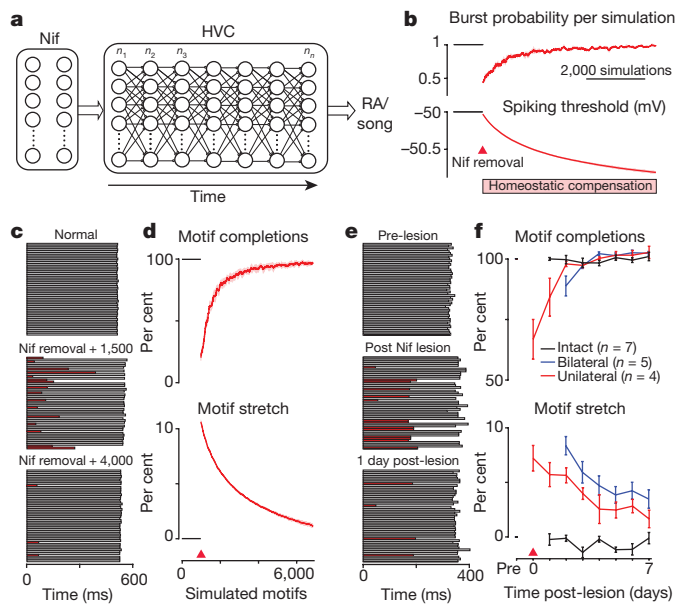 a
Nif
HVC
n1 n2 n3 nn
RA/
song
Time
b
Burst probability per simulation
1
0.5
2,000 simulations
Spiking threshold (mV)
–50
–50.5
Nif removal
Homeostatic compensation
c
Normal
Nif removal + 1,500
Nif removal + 4,000
0 600
Time (ms)
d
Motif completions
100
Per cent
0
Motif stretch
10
Per cent
0
0 6,000
Simulated motifs
e
Pre-lesion
Post Nif lesion
1 day post-lesion
0 400
Time (ms)
f
Motif completions
100
Per cent
50
Intact (n = 7)
Bilateral (n = 5)
Unilateral (n = 4)
Motif stretch
10
Per cent
0
Pre 0 7
Time post-lesion (days)